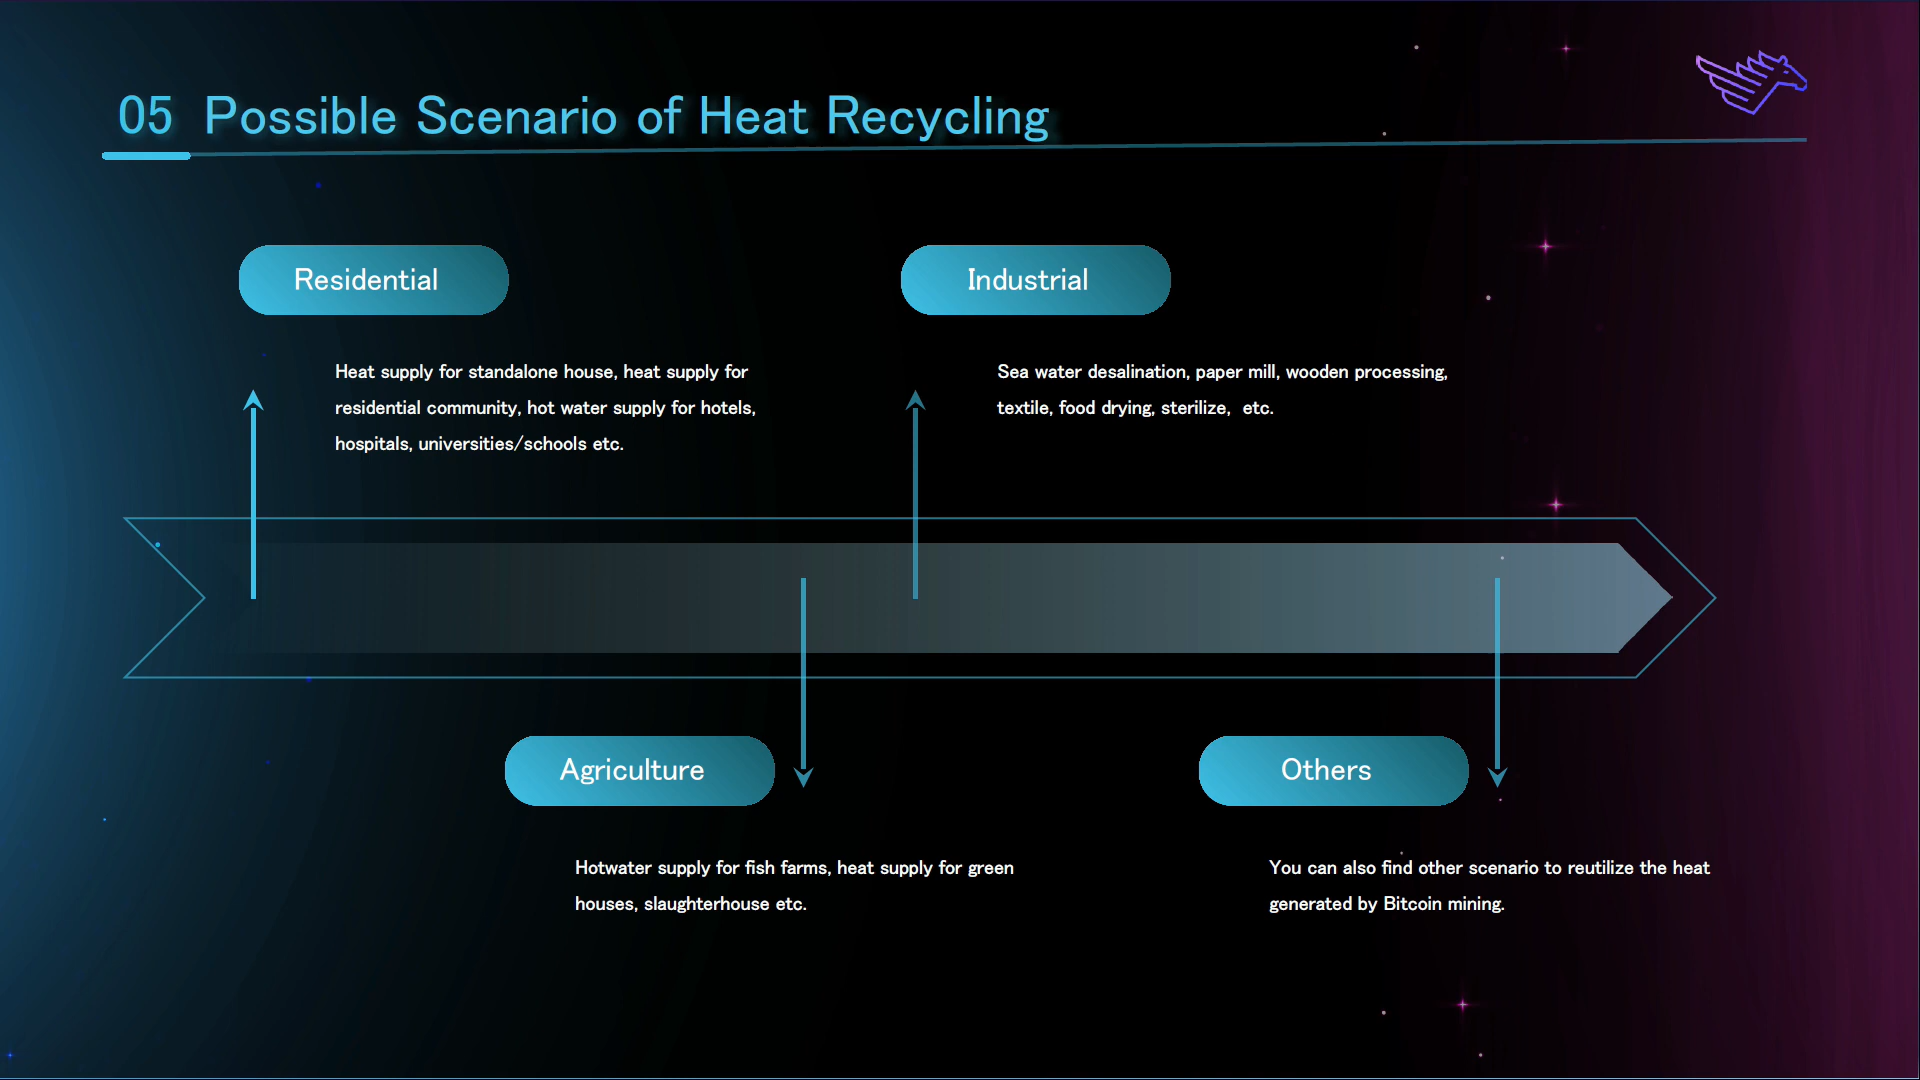 05 Possible Scenario of Heat Recycling
Residential
Heat supply for standalone house, heat supply for
residential community, hot water supply for hotels,
hospitals, universities/schools etc.
Industrial
Sea water desalination, paper mill, wooden processing,
textile, food drying, sterilize, etc.
Agriculture
Hotwater supply for fish farms, heat supply for green
houses, slaughterhouse etc.
Others
You can also find other scenario to reutilize the heat
generated by Bitcoin mining.